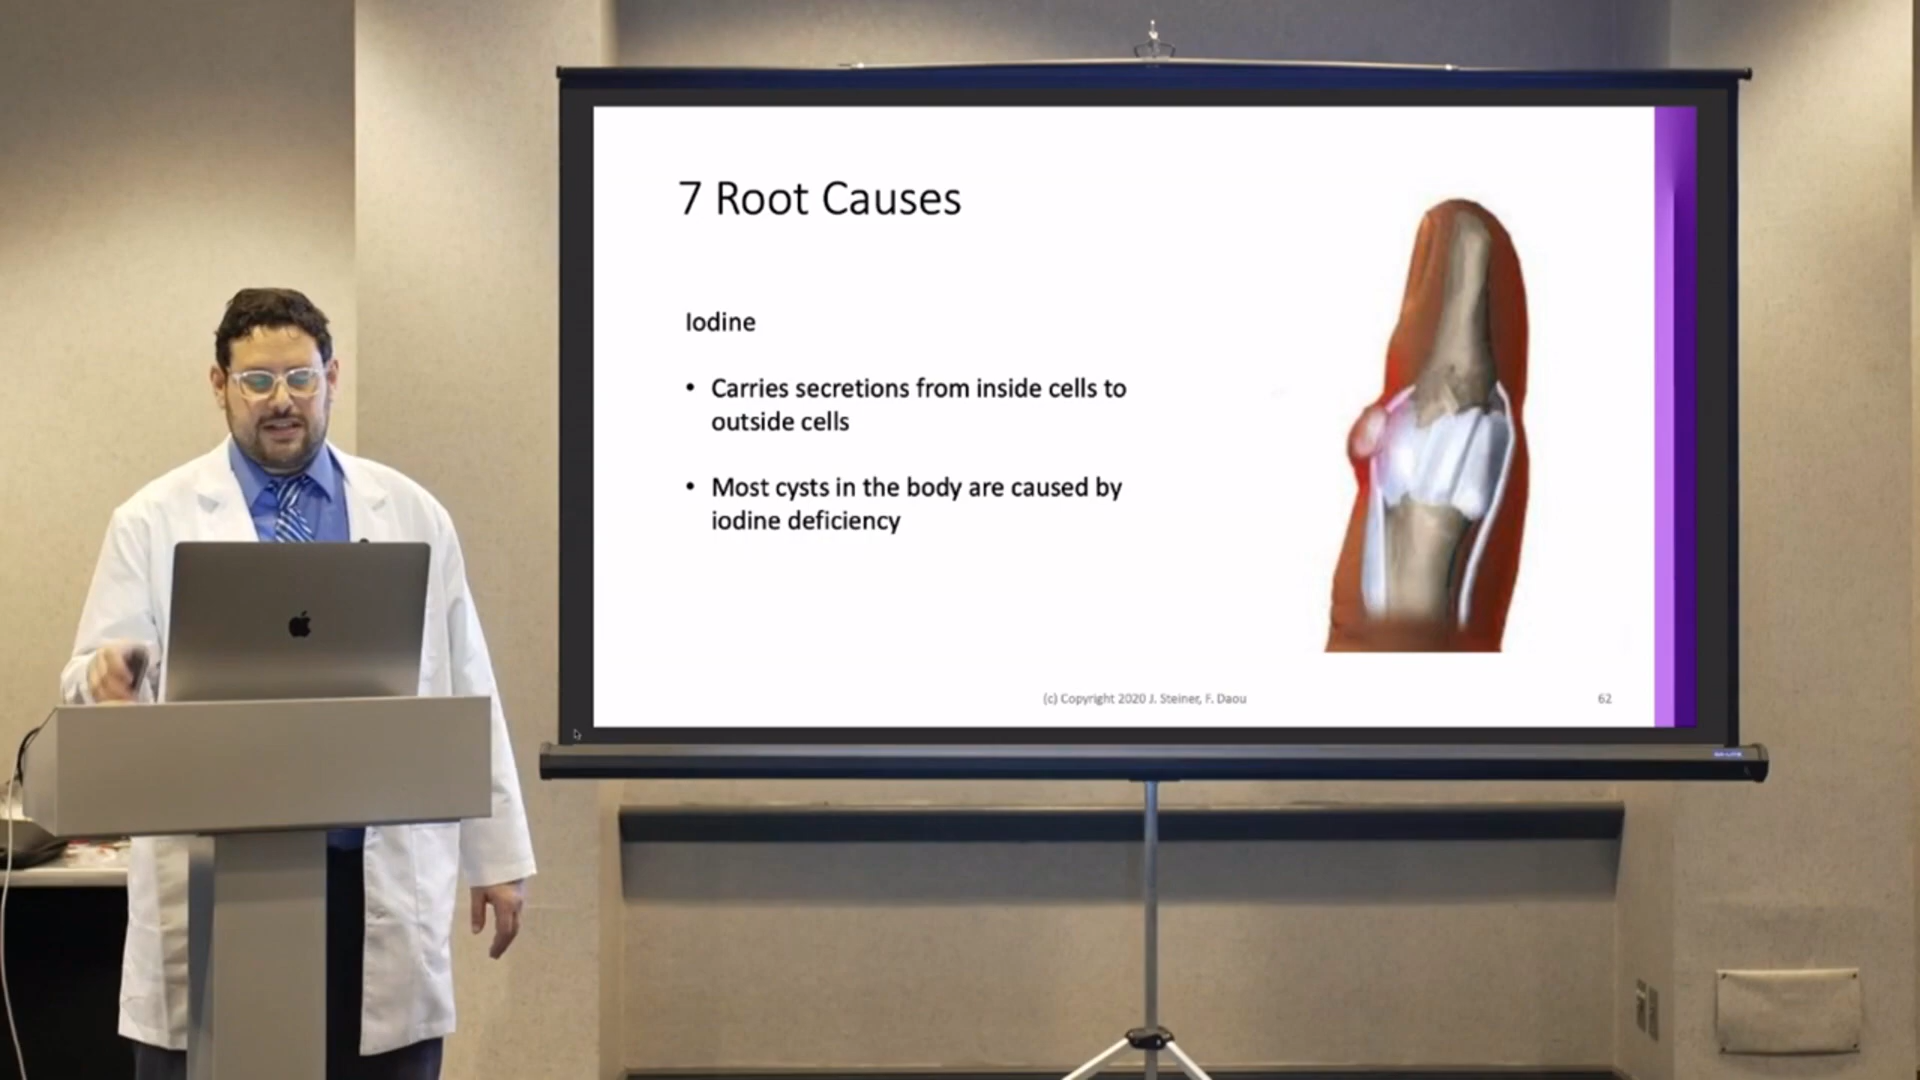 7 Root Causes
Iodine
• Carries secretions from inside cells to
outside cells
• Most cysts in the body are caused by
iodine deficiency
(c) Copyright 2020 J. Steiner, F. Daou
62